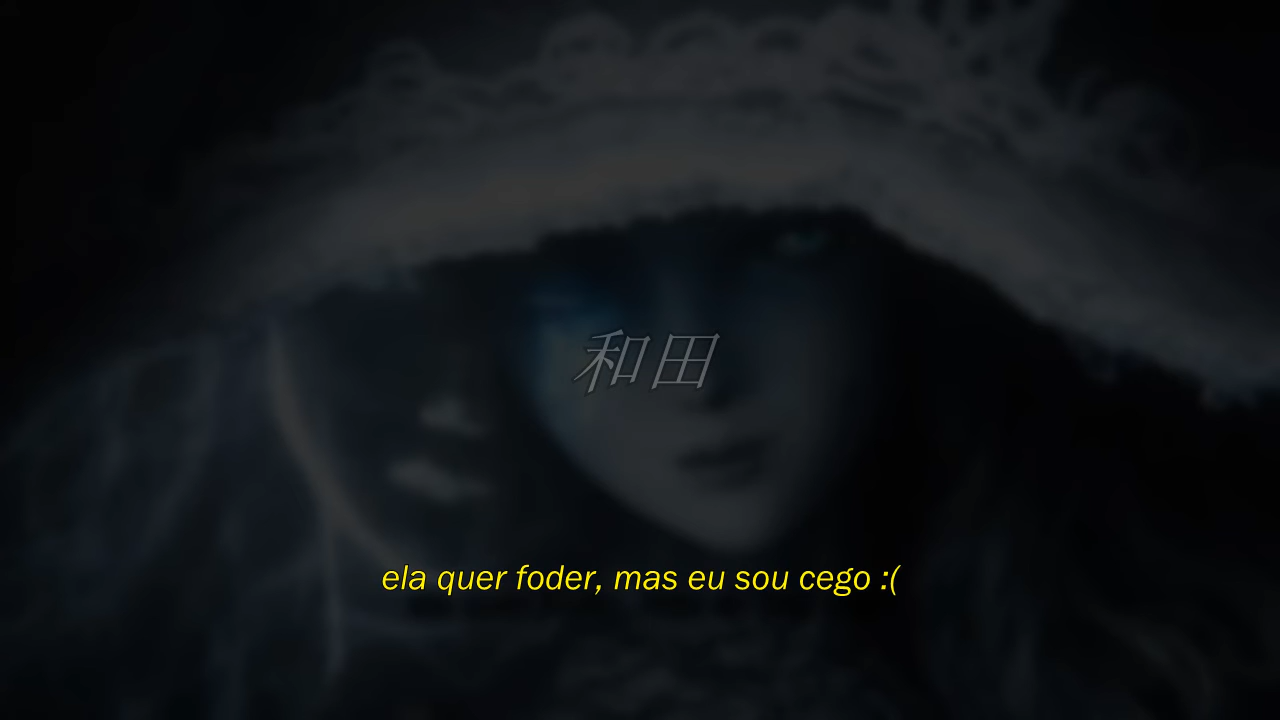 和田
ela quer foder, mas eu sou cego :(